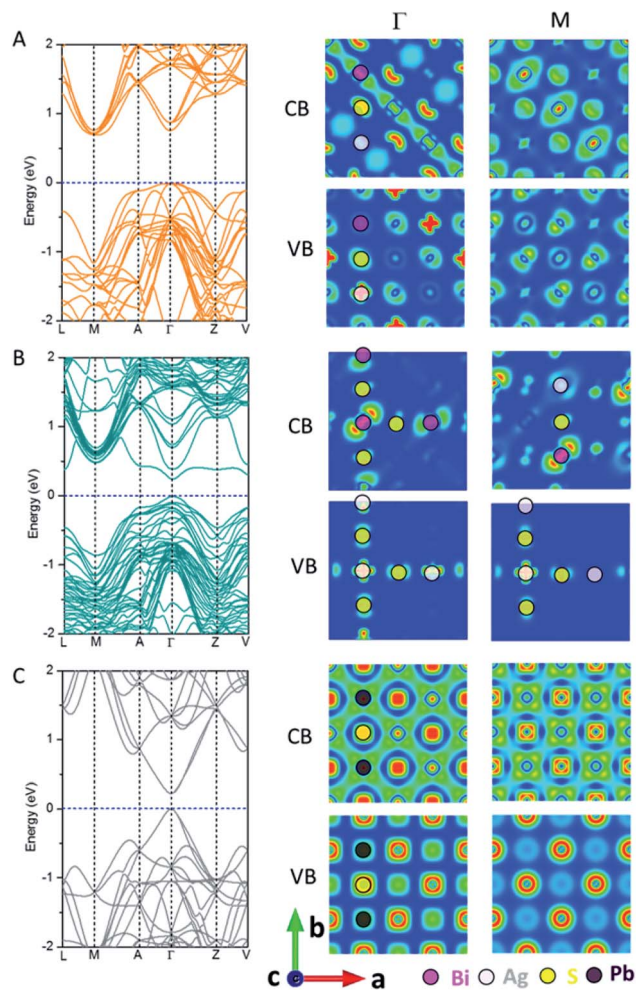 A
2
1
0
-1
-2
Energy (eV)
L M A Γ Z V
Γ M
CB
VB
B
2
1
0
-1
-2
Energy (eV)
L M A Γ Z V
CB
VB
C
2
1
0
-1
-2
Energy (eV)
L M A Γ Z V
CB
VB
b
c a
Bi Ag S Pb